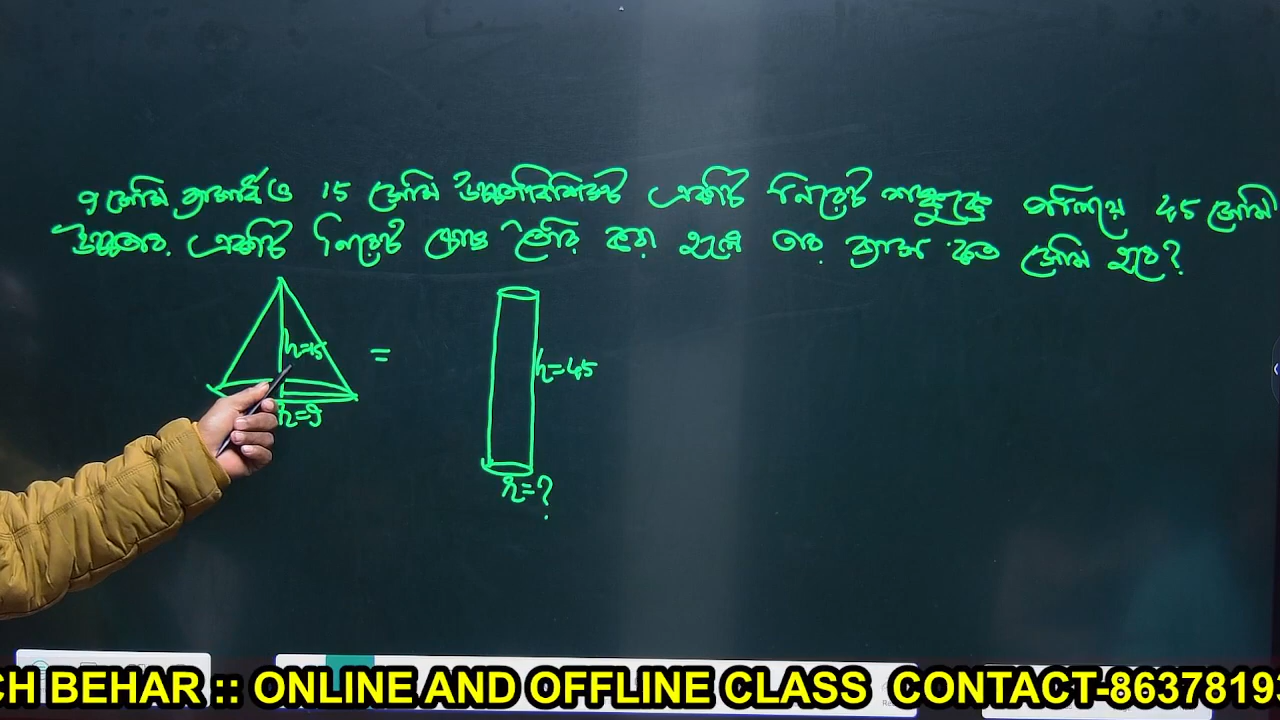 9 সেমি ব্যাসার্ধ ও 15 সেমি উচ্চতাবিশিষ্ট একটি নিরেট শঙ্কুকে গলিয়ে 45 সেমি
উচ্চতার একটি নিরেট চোঙ তৈরি করা হলে তার ব্যাস কত সেমি হবে?
h=15
=
h=45
r=9
r=?
CH BEHAR :: ONLINE AND OFFLINE CLASS CONTACT-8637819